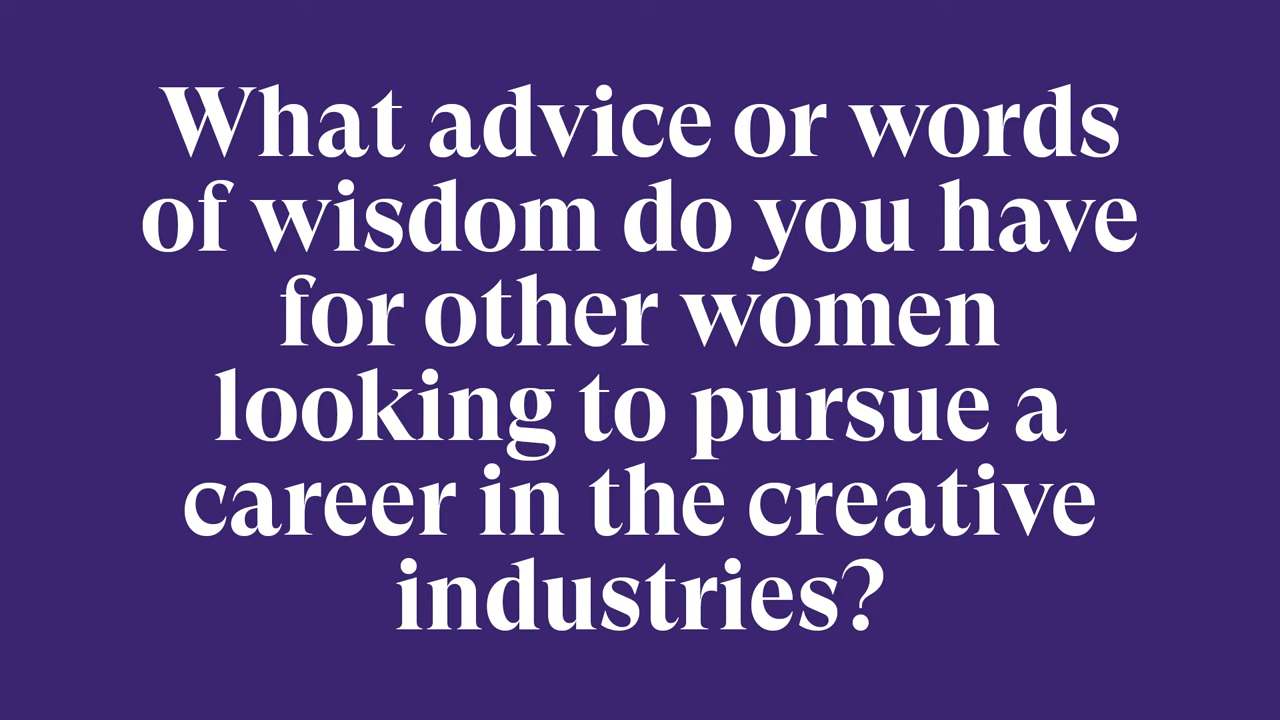 What advice or words
of wisdom do you have
for other women
looking to pursue a
career in the creative
industries?